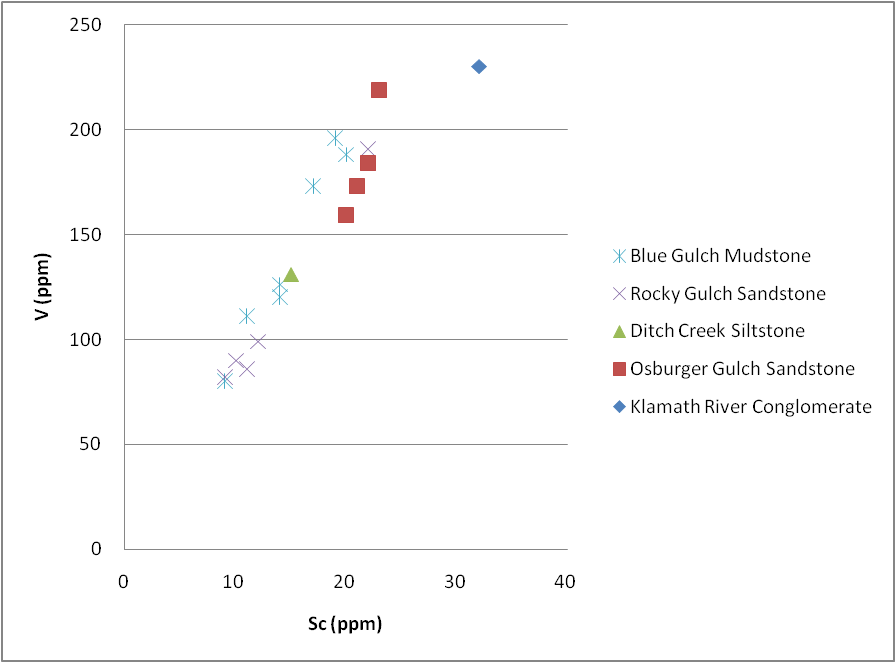 250
200
150
100
50
0
V (ppm)
0 10 20 30 40
Sc (ppm)
Blue Gulch Mudstone
Rocky Gulch Sandstone
Ditch Creek Siltstone
Osburger Gulch Sandstone
Klamath River Conglomerate